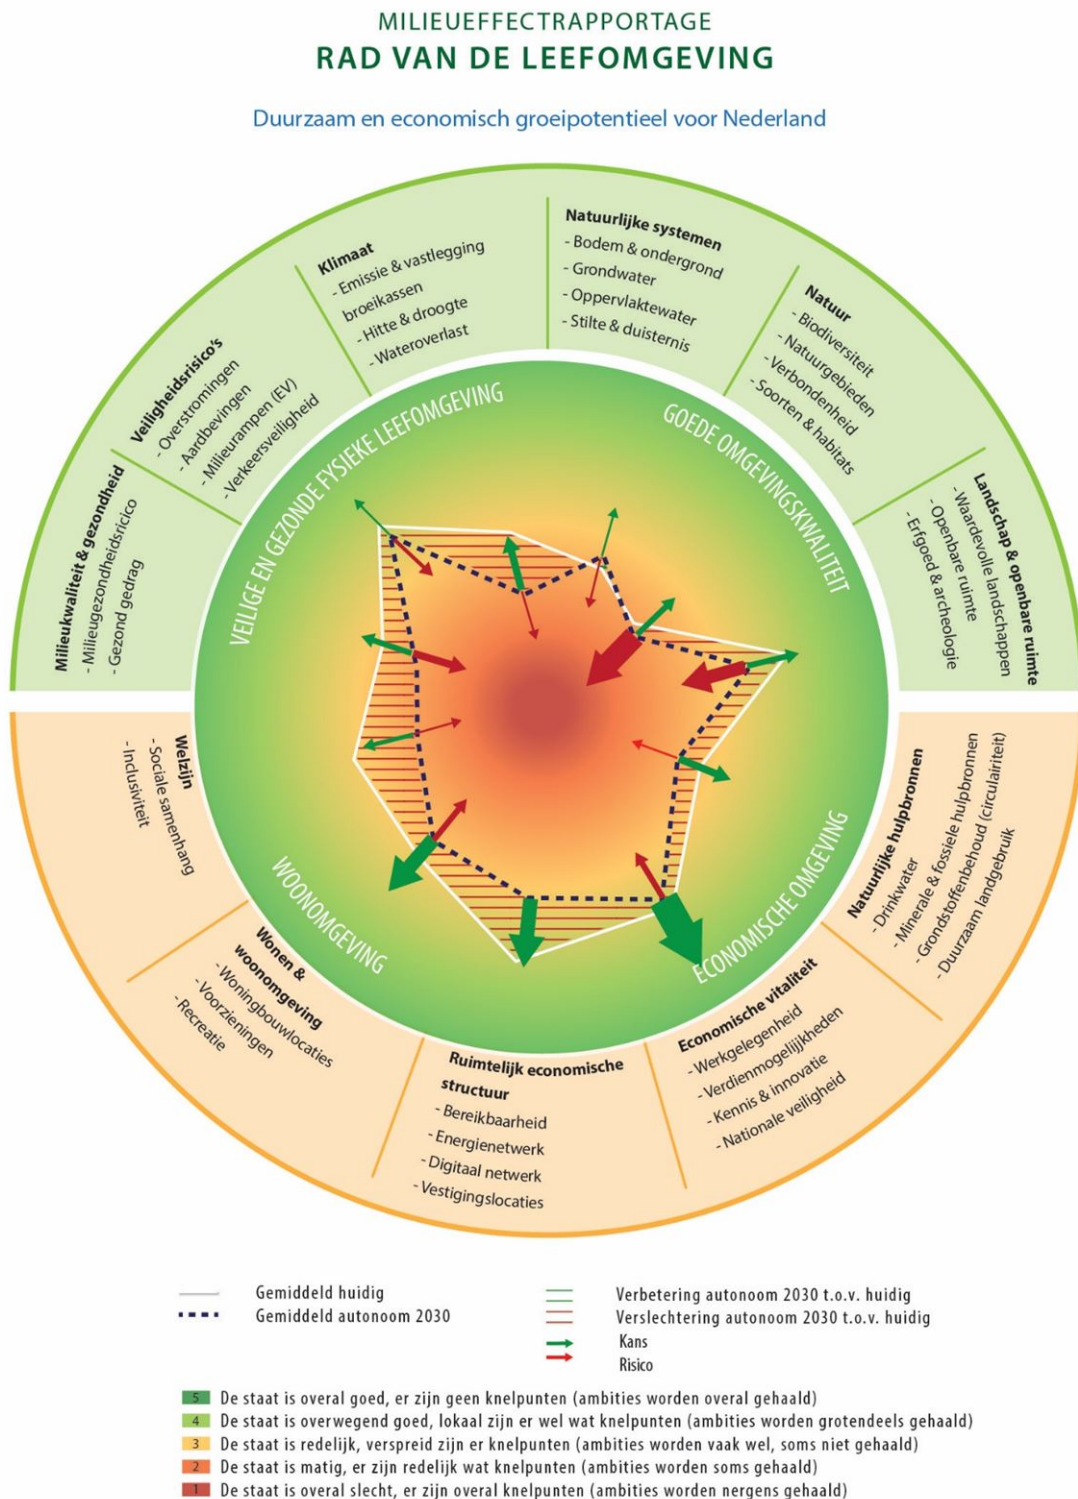 MILIEUEFFECTRAPPORTAGE
RAD VAN DE LEEFOMGEVING
Duurzaam en economisch groeipotentieel voor Nederland
Milieukwaliteit & gezondheid
- Milieugezondheidsricico
- Gezond gedrag
Veiligheidsrisico's
- Overstromingen
- Aardbevingen
- Milieurampen (EV)
- Verkeersveiligheid
Klimaat
- Emissie & vastlegging
broeikassen
- Hitte & droogte
- Wateroverlast
Natuurlijke systemen
- Bodem & ondergrond
- Grondwater
- Oppervlaktewater
- Stilte & duisternis
Natuur
- Biodiversiteit
- Natuurgebieden
- Verbondenheid
- Soorten & habitats
Landschap & openbare ruimte
- Waardevolle landschappen
- Openbare ruimte
- Erfgoed & archeologie
VEILIGE EN GEZONDE FYSIEKE LEEFOMGEVING
GOEDE OMGEVINGSKWALITEIT
WOONOMGEVING
ECONOMISCHE OMGEVING
Natuurlijke hulpbronnen
- Drinkwater
- Minerale & fossiele hulpbronnen
- Grondstoffenbehoud (circulairiteit)
- Duurzaam landgebruik
Economische vitaliteit
- Werkgelegenheid
- Verdienmogelijjkheden
- Kennis & innovatie
- Nationale veiligheid
Ruimtelijk economische
structuur
- Bereikbaarheid
- Energienetwerk
- Digitaal netwerk
- Vestigingslocaties
Wonen &
woonomgeving
- Woningbouwlocaties
- Voorzieningen
- Recreatie
Welzijn
- Sociale samenhang
- Inclusiviteit
Gemiddeld huidig
Gemiddeld autonoom 2030
Verbetering autonoom 2030 t.o.v. huidig
Verslechtering autonoom 2030 t.o.v. huidig
Kans
Risico
5 De staat is overal goed, er zijn geen knelpunten (ambities worden overal gehaald)
4 De staat is overwegend goed, lokaal zijn er wel wat knelpunten (ambities worden grotendeels gehaald)
3 De staat is redelijk, verspreid zijn er knelpunten (ambities worden vaak wel, soms niet gehaald)
2 De staat is matig, er zijn redelijk wat knelpunten (ambities worden soms gehaald)
1 De staat is overal slecht, er zijn overal knelpunten (ambities worden nergens gehaald)